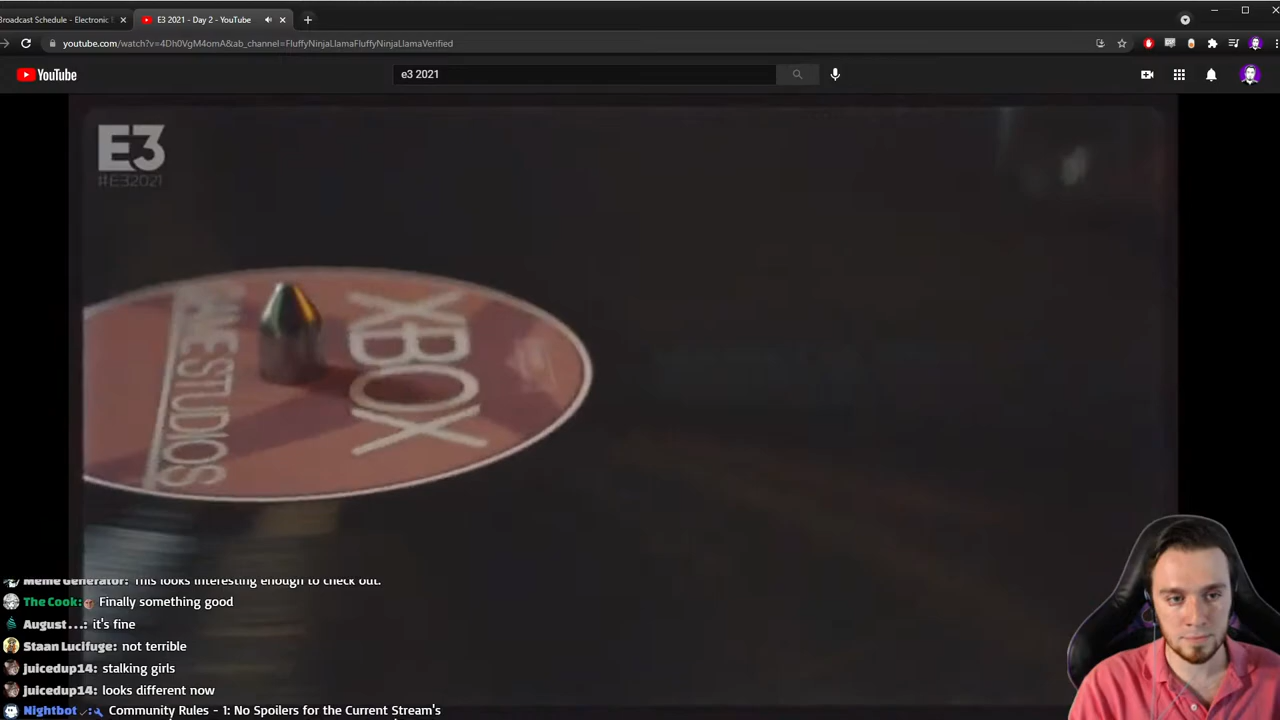 Broadcast Schedule - Electronic E
E3 2021 - Day 2 - YouTube
youtube.com/watch?v=4Dh0VgM4omA&ab_channel=FluffyNinjaLlamaFluffyNinjaLlamaVerified
YouTube
e3 2021
E3
#E32021
XBOX
GAME STUDIOS
Meme Generator: This looks interesting enough to check out.
The Cook: Finally something good
August...: it's fine
Staan Lucifuge: not terrible
juicedup14: stalking girls
juicedup14: looks different now
Nightbot: Community Rules - 1: No Spoilers for the Current Stream's